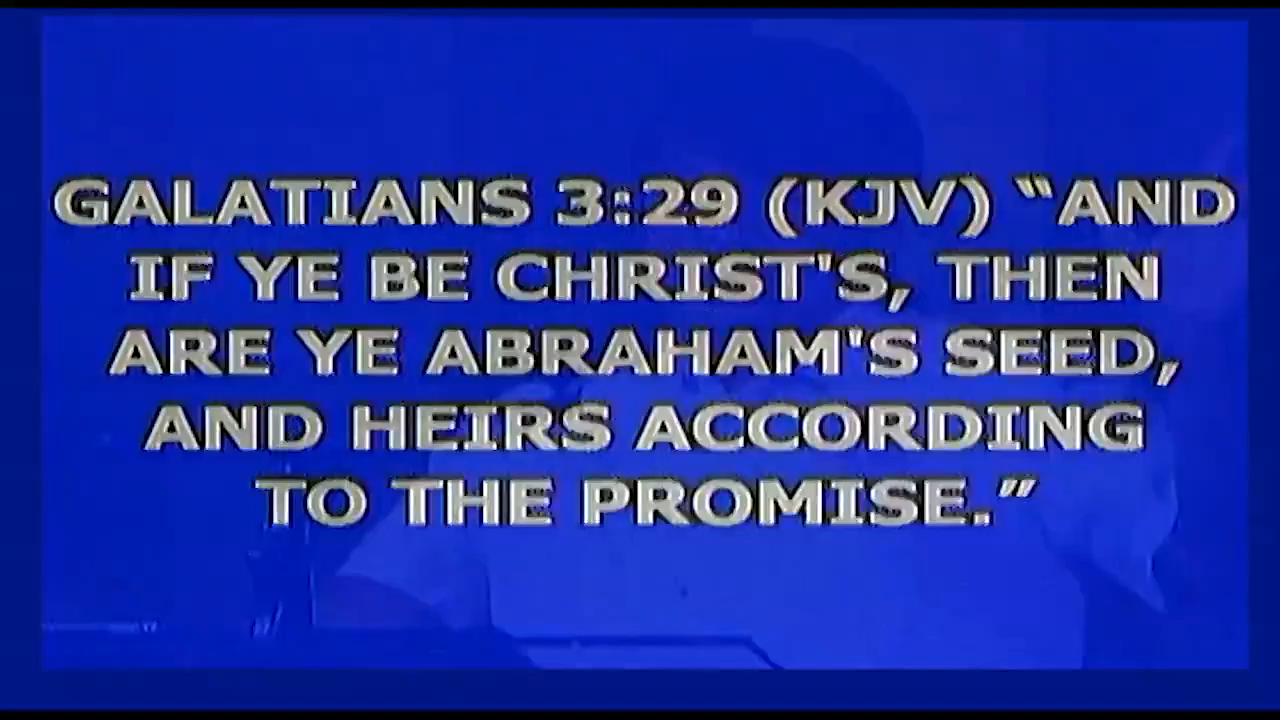 GALATIANS 3:29 (KJV) “AND
IF YE BE CHRIST'S, THEN
ARE YE ABRAHAM'S SEED,
AND HEIRS ACCORDING
TO THE PROMISE.”